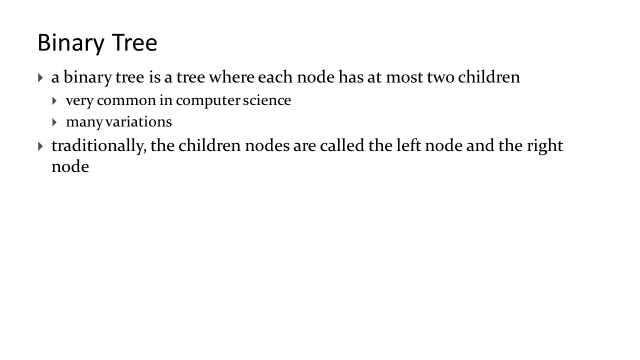 Binary Tree
a binary tree is a tree where each node has at most two children
very common in computer science
many variations
traditionally, the children nodes are called the left node and the right
node